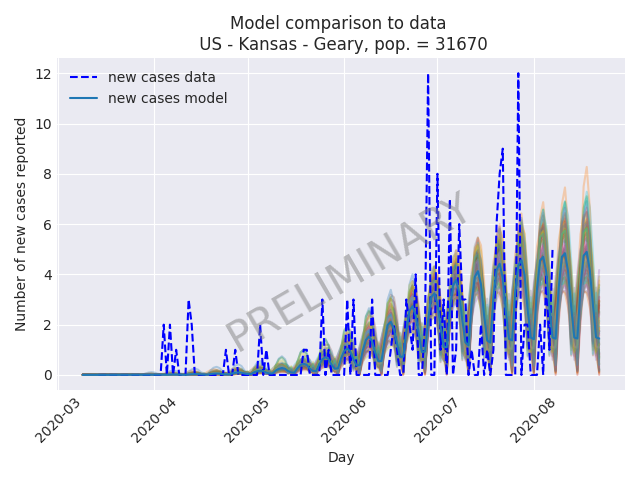 Model comparison to data
US - Kansas - Geary, pop. = 31670
new cases data
new cases model
PRELIMINARY
Number of new cases reported
12
10
8
6
4
2
0
2020-03
2020-04
2020-05
2020-06
2020-07
2020-08
Day